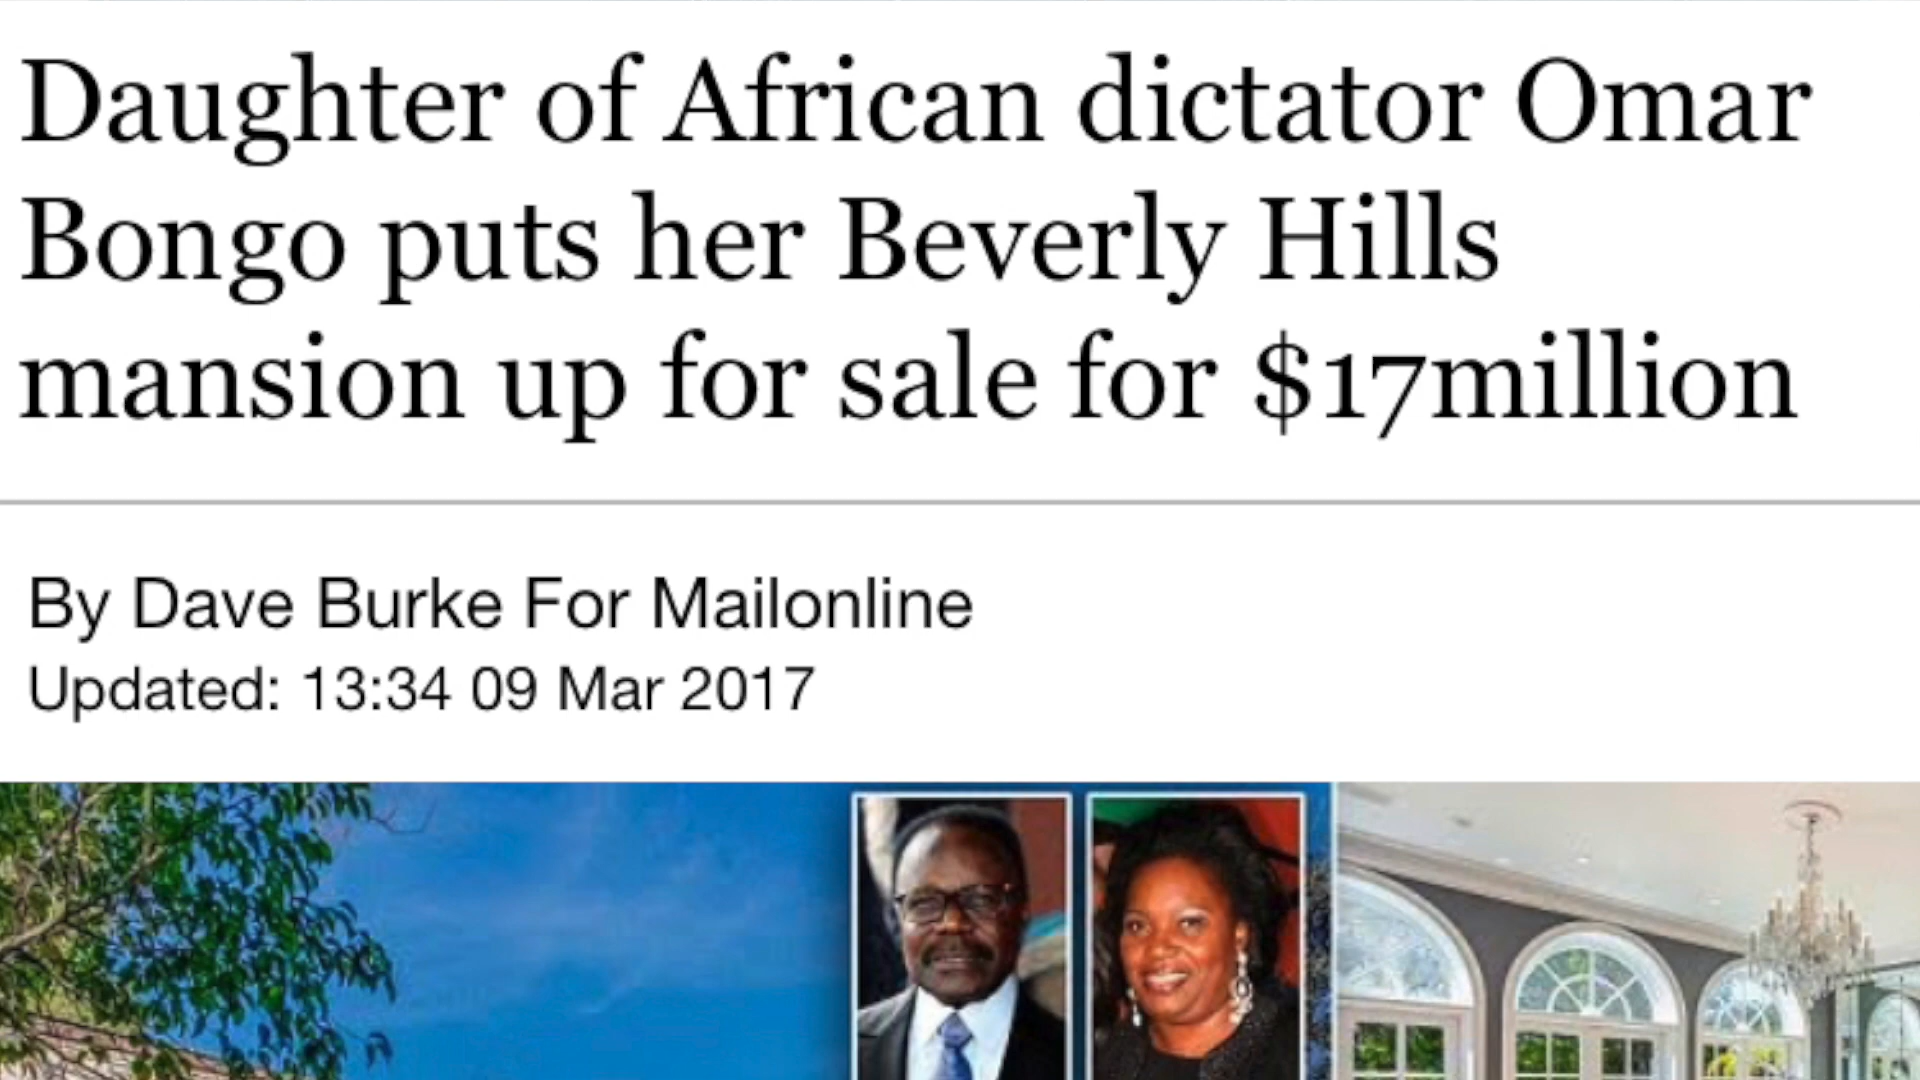 Daughter of African dictator Omar
Bongo puts her Beverly Hills
mansion up for sale for $17million
By Dave Burke For Mailonline
Updated: 13:34 09 Mar 2017